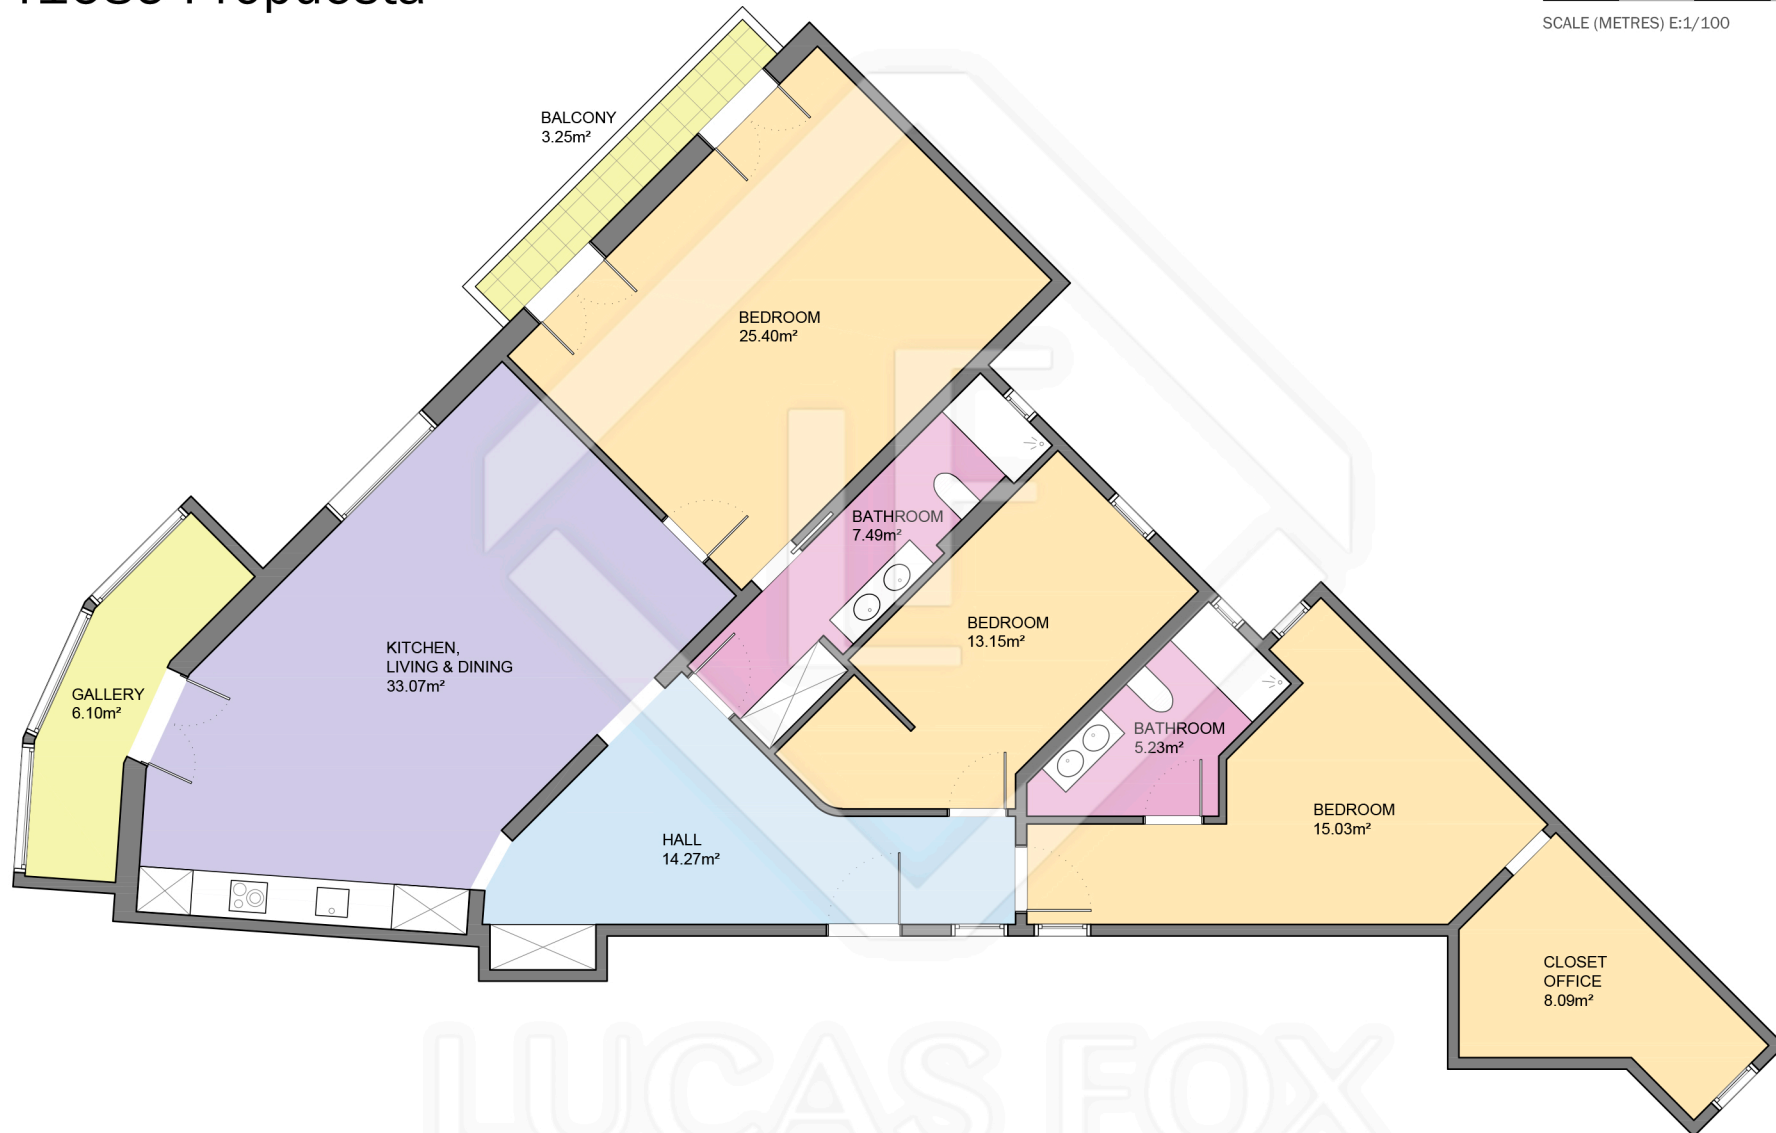 Propuesta
SCALE (METRES) E:1/100
BALCONY
3.25m²
BEDROOM
25.40m²
BATHROOM
7.49m²
BEDROOM
13.15m²
KITCHEN,
LIVING & DINING
33.07m²
GALLERY
6.10m²
BATHROOM
5.23m²
BEDROOM
15.03m²
HALL
14.27m²
CLOSET
OFFICE
8.09m²
LUCAS FOX